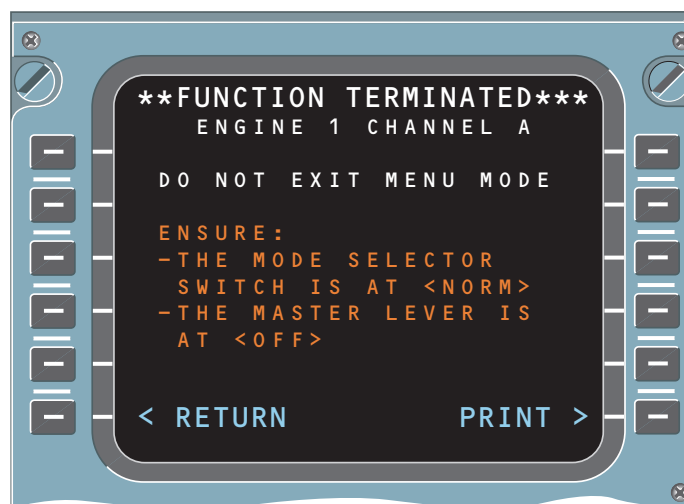 **FUNCTION TERMINATED***
ENGINE 1 CHANNEL A
DO NOT EXIT MENU MODE
ENSURE:
-THE MODE SELECTOR
SWITCH IS AT <NORM>
-THE MASTER LEVER IS
AT <OFF>
< RETURN PRINT >